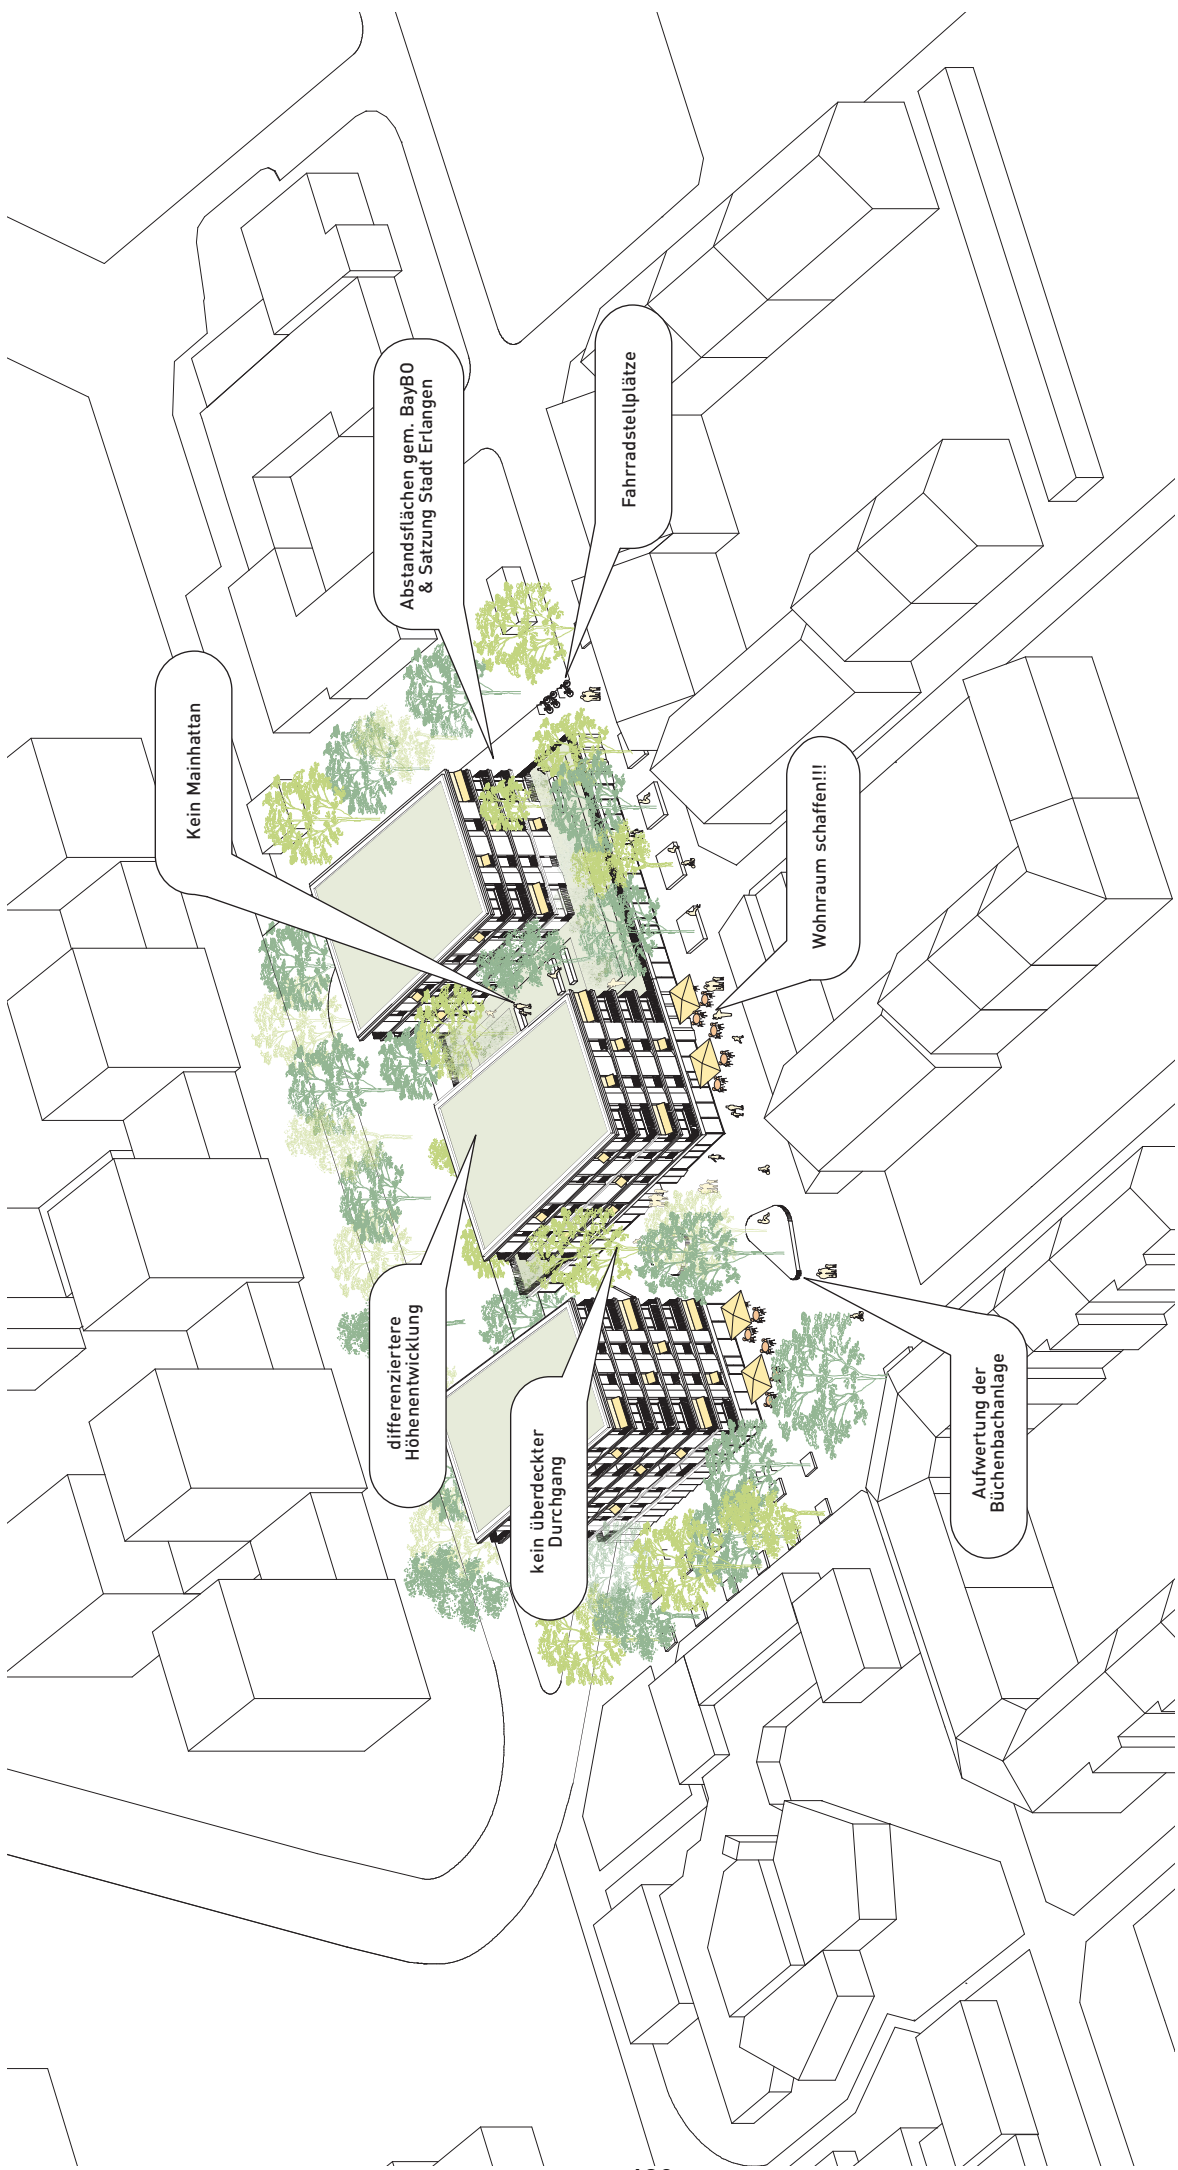 differenziertere
Höhenentwicklung
kein überdeckter
Durchgang
Kein Mainhattan
Abstandsflächen gem. BayBO
& Satzung Stadt Erlangen
Fahrradstellplätze
Wohnraum schaffen!!!
Aufwertung der
Büchenbachanlage